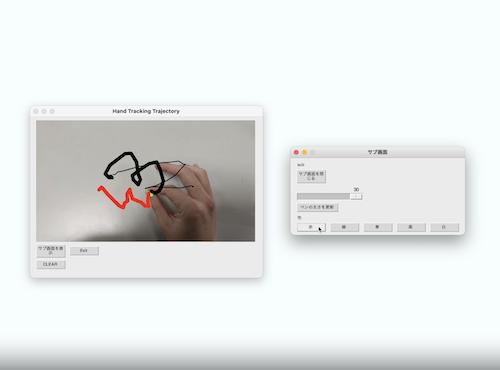 Hand Tracking Trajectory
サブ画面を表
示
Exit
CLEAR
サブ画面
サブ画面を閉
じる
30
ペンの太さを更新
色
赤
緑
青
黒
白